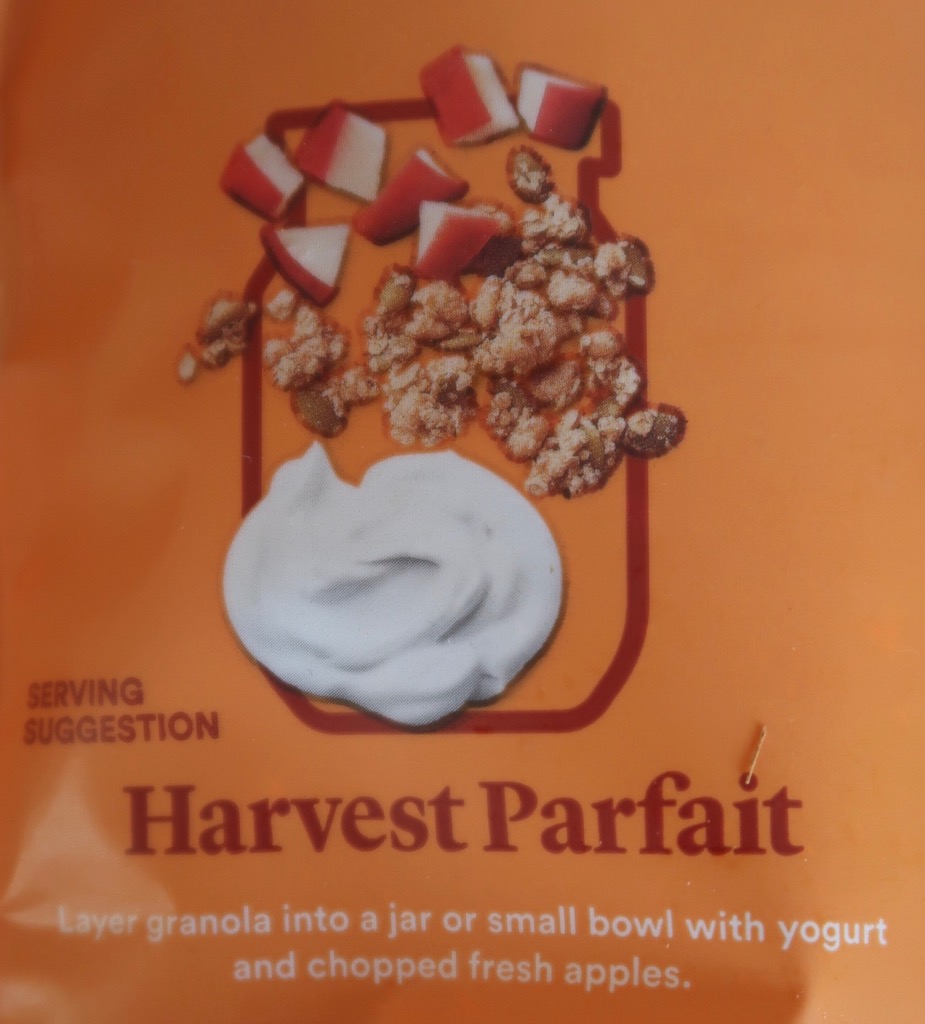 SERVING
SUGGESTION
Harvest Parfait
Layer granola into a jar or small bowl with yogurt
and chopped fresh apples.